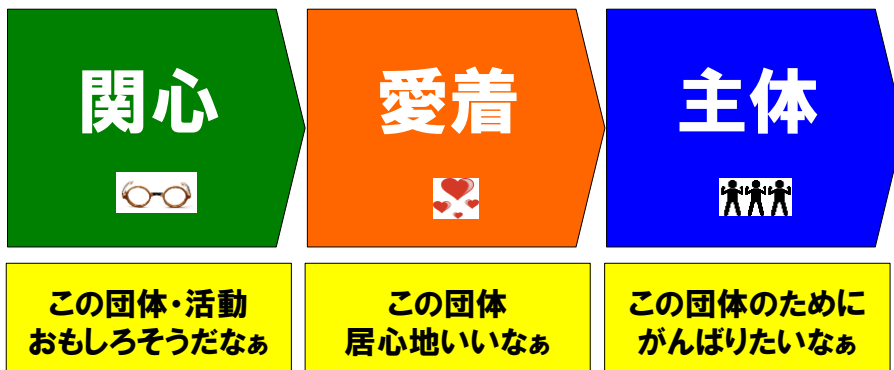 関心
愛着
主体
この団体・活動
おもしろそうだなぁ
この団体
居心地いいなぁ
この団体のために
がんばりたいなぁ